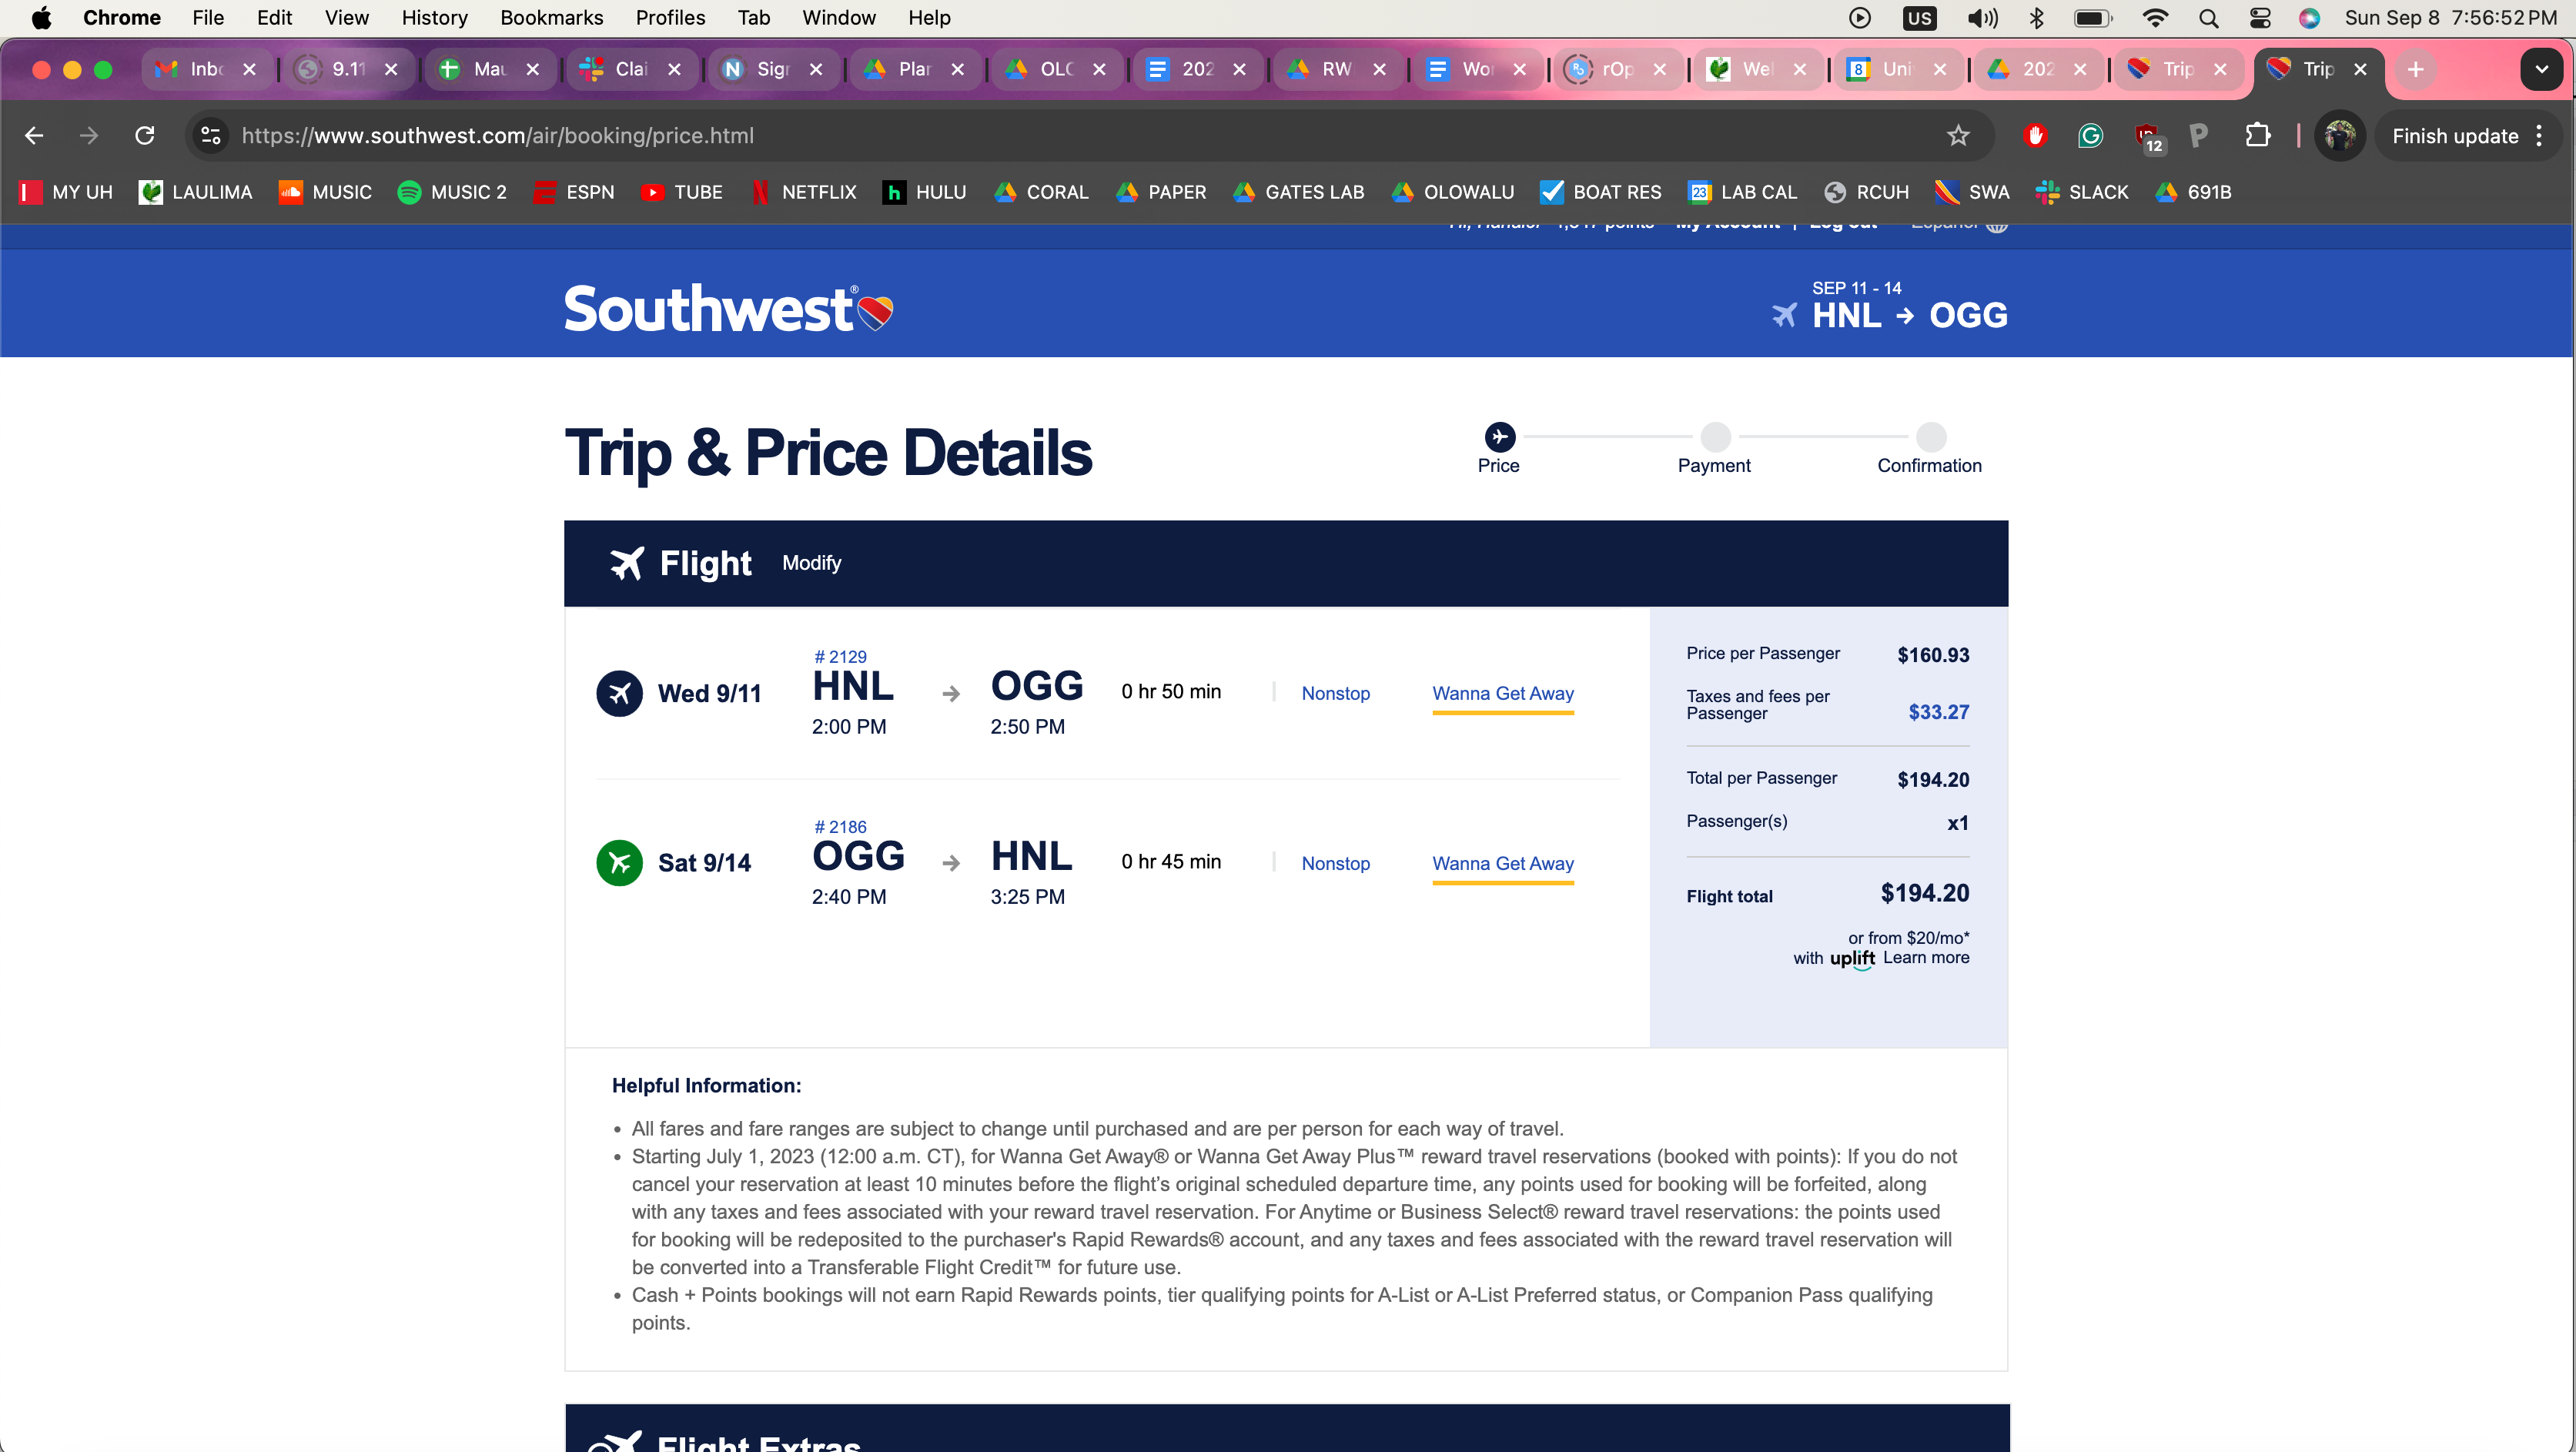 Chrome File Edit View History Bookmarks Profiles Tab Window Help US Sun Sep 8 7:56:52 PM
Inbc 9.11 Mau Clai Sigr Plar OLC 202 RW Wor rOp Wel Uni 202 Trip Trip
https://www.southwest.com/air/booking/price.html 12 Finish update
MY UH LAULIMA MUSIC MUSIC 2 ESPN TUBE NETFLIX HULU CORAL PAPER GATES LAB OLOWALU BOAT RES 23 LAB CAL RCUH SWA SLACK 691B
My Account | Log out Español
Southwest®
SEP 11 - 14
HNL → OGG
Trip & Price Details
Price Payment Confirmation
Flight Modify
Wed 9/11
# 2129
HNL → OGG
2:00 PM 2:50 PM
0 hr 50 min
Nonstop
Wanna Get Away
Sat 9/14
# 2186
OGG → HNL
2:40 PM 3:25 PM
0 hr 45 min
Nonstop
Wanna Get Away
Price per Passenger $160.93
Taxes and fees per
Passenger $33.27
Total per Passenger $194.20
Passenger(s) x1
Flight total $194.20
or from $20/mo*
with uplift Learn more
Helpful Information:
• All fares and fare ranges are subject to change until purchased and are per person for each way of travel.
• Starting July 1, 2023 (12:00 a.m. CT), for Wanna Get Away® or Wanna Get Away Plus™ reward travel reservations (booked with points): If you do not
cancel your reservation at least 10 minutes before the flight’s original scheduled departure time, any points used for booking will be forfeited, along
with any taxes and fees associated with your reward travel reservation. For Anytime or Business Select® reward travel reservations: the points used
for booking will be redeposited to the purchaser's Rapid Rewards® account, and any taxes and fees associated with the reward travel reservation will
be converted into a Transferable Flight Credit™ for future use.
• Cash + Points bookings will not earn Rapid Rewards points, tier qualifying points for A-List or A-List Preferred status, or Companion Pass qualifying
points.
Flight Extras